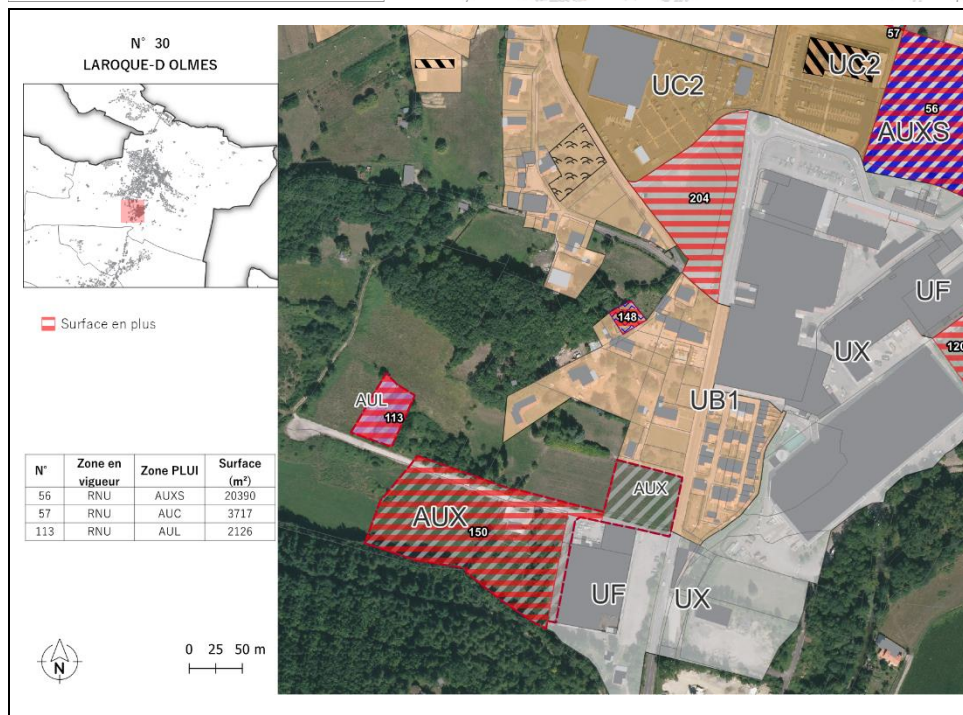 N° 30
LAROQUE-D OLMES
Surface en plus
N° Zone en vigueur Zone PLUI Surface (m²)
56 RNU AUXS 20390
57 RNU AUC 3717
113 RNU AUL 2126
N
0 25 50 m
57
UC2
UC2
56
AUXS
204
UF
148
120
UX
AUL
113
UB1
AUX
AUX
150
UF
UX